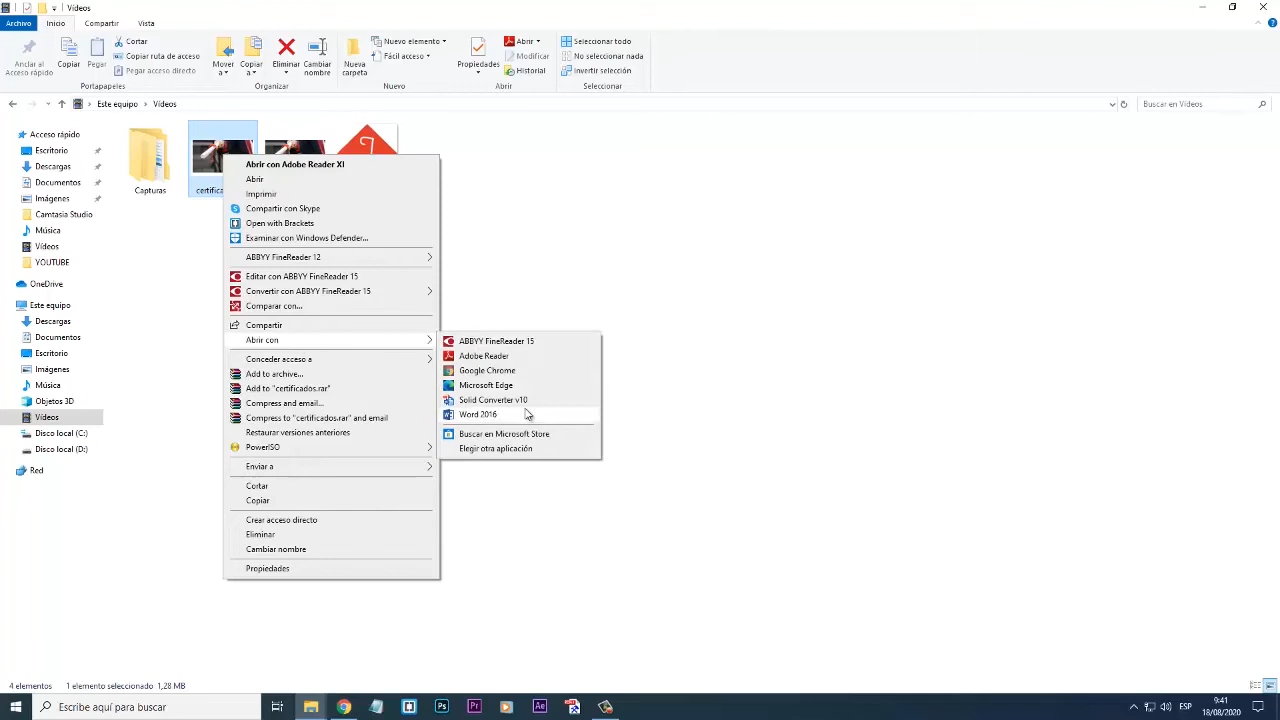 Vídeos
Archivo Inicio Compartir Vista
Anclar al Acceso rápido
Copiar
Pegar
Cortar
Copiar ruta de acceso
Pegar acceso directo
Portapapeles
Mover a
Copiar a
Eliminar
Cambiar nombre
Organizar
Nueva carpeta
Nuevo elemento
Fácil acceso
Nuevo
Propiedades
Abrir
Modificar
Historial
Abrir
Seleccionar todo
No seleccionar nada
Invertir selección
Seleccionar
Este equipo > Vídeos
Buscar en Vídeos
Acceso rápido
Escritorio
Descargas
Documentos
Imágenes
Camtasia Studio
Música
Vídeos
YOUTUBE
OneDrive
Este equipo
Descargas
Documentos
Escritorio
Imágenes
Música
Objetos 3D
Vídeos
Disco local (C:)
Disco local (D:)
Red
Capturas
certifica
Abrir con Adobe Reader XI
Abrir
Imprimir
Compartir con Skype
Open with Brackets
Examinar con Windows Defender...
ABBYY FineReader 12
Editar con ABBYY FineReader 15
Convertir con ABBYY FineReader 15
Comparar con...
Compartir
Abrir con
Conceder acceso a
Add to archive...
Add to "certificados.rar"
Compress and email...
Compress to "certificados.rar" and email
Restaurar versiones anteriores
PowerISO
Enviar a
Cortar
Copiar
Crear acceso directo
Eliminar
Cambiar nombre
Propiedades
ABBYY FineReader 15
Adobe Reader
Google Chrome
Microsoft Edge
Solid Converter v10
Word 2016
Buscar en Microsoft Store
Elegir otra aplicación
4 elementos 1 elemento seleccionado 1,28 MB
Escribe aquí para buscar
Ps
Pr
Ae
ESP
9:41
18/08/2020